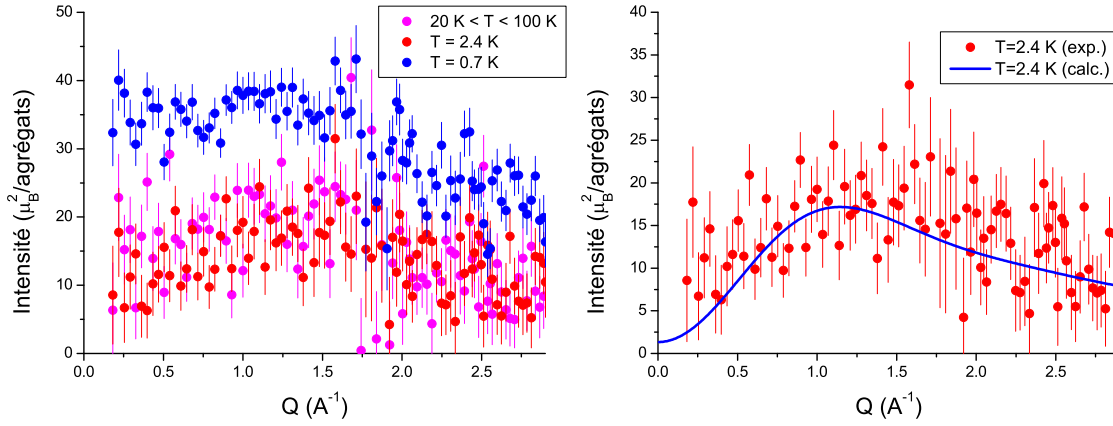 20 K < T < 100 K
T = 2.4 K
T = 0.7 K
Intensité (μ_B^2/agrégats)
50
40
30
20
10
0
0.0 0.5 1.0 1.5 2.0 2.5
Q (A^-1)
T=2.4 K (exp.)
T=2.4 K (calc.)
Intensité (μ_B^2/agrégats)
40
35
30
25
20
15
10
5
0
0.0 0.5 1.0 1.5 2.0 2.5
Q (A^-1)